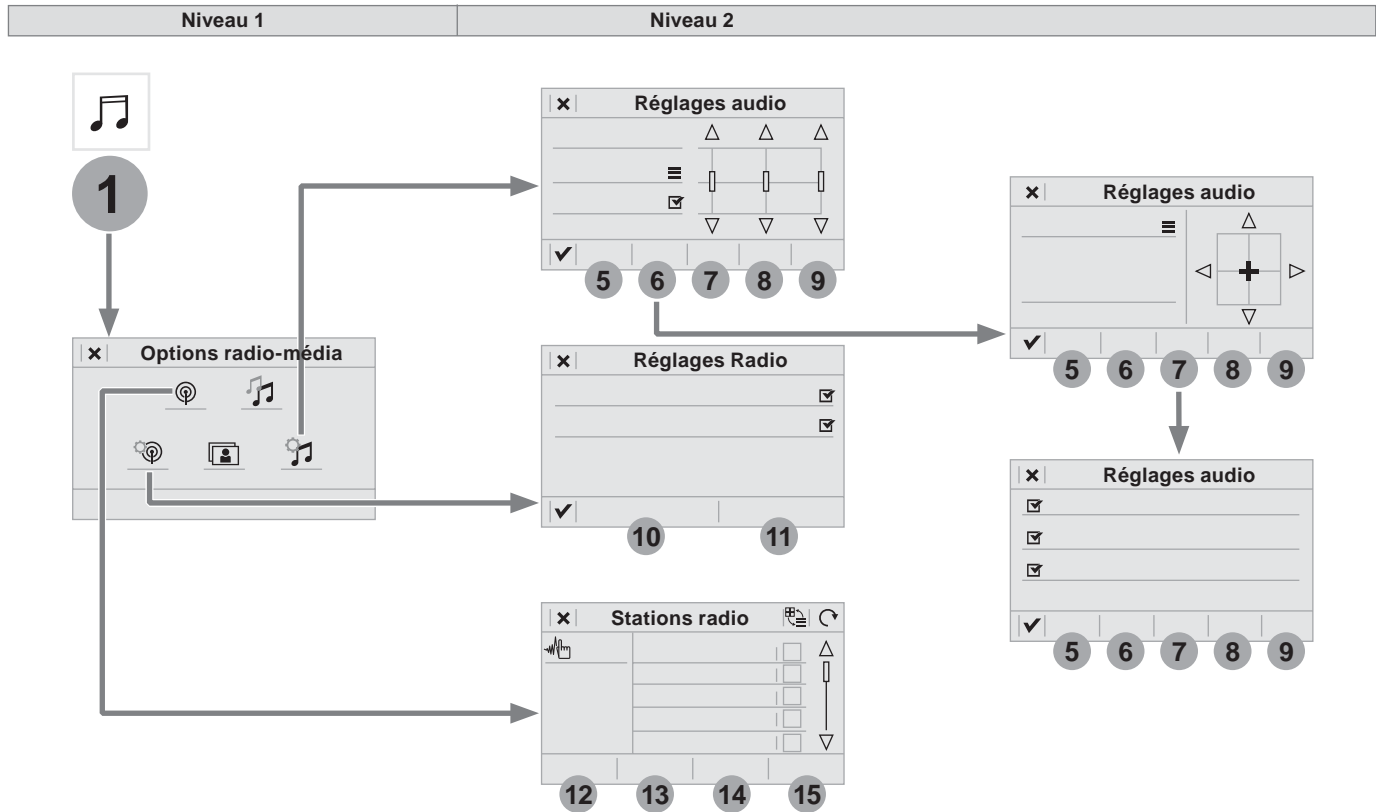 Niveau 1
Niveau 2
1
Réglages audio
5 6 7 8 9
Réglages audio
5 6 7 8 9
Options radio-média
Réglages Radio
10 11
Réglages audio
5 6 7 8 9
Stations radio
12 13 14 15